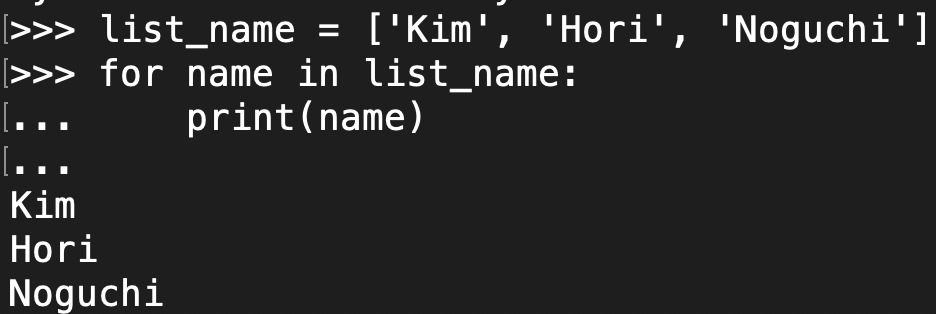 >>> list_name = ['Kim', 'Hori', 'Noguchi']
>>> for name in list_name:
...     print(name)
...
Kim
Hori
Noguchi